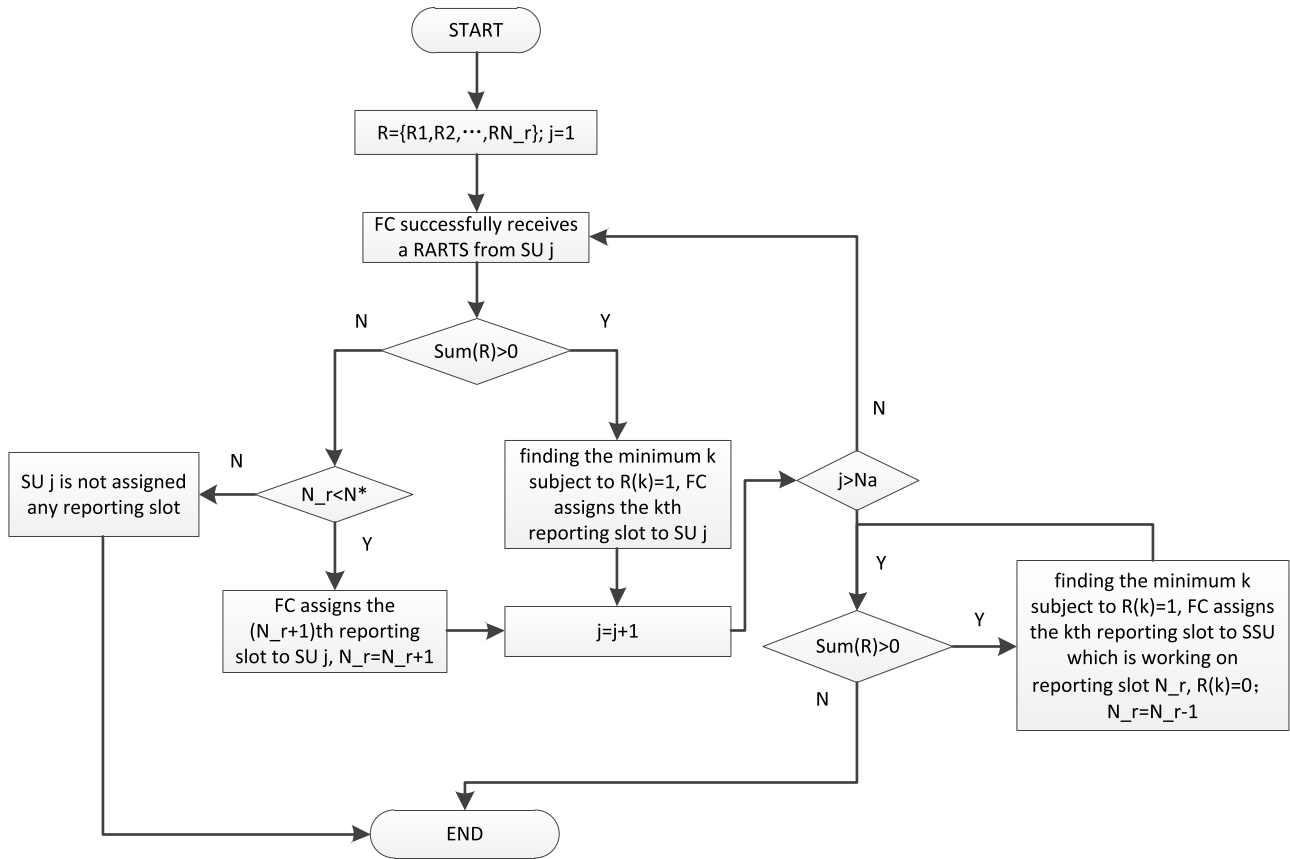 START
R={R1,R2,···,RN_r}; j=1
FC successfully receives
a RARTS from SU j
N
Y
Sum(R)>0
N
SU j is not assigned
any reporting slot
N
N_r<N*
finding the minimum k
subject to R(k)=1, FC
assigns the kth
reporting slot to SU j
j>Na
Y
Y
FC assigns the
(N_r+1)th reporting
slot to SU j, N_r=N_r+1
j=j+1
Sum(R)>0
Y
finding the minimum k
subject to R(k)=1, FC assigns
the kth reporting slot to SSU
which is working on
reporting slot N_r, R(k)=0;
N_r=N_r-1
N
END